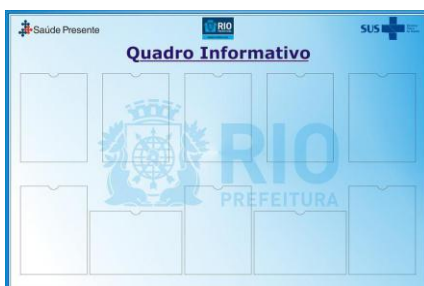 Saúde Presente
RIO
SUS
Quadro Informativo
RIO
PREFEITURA